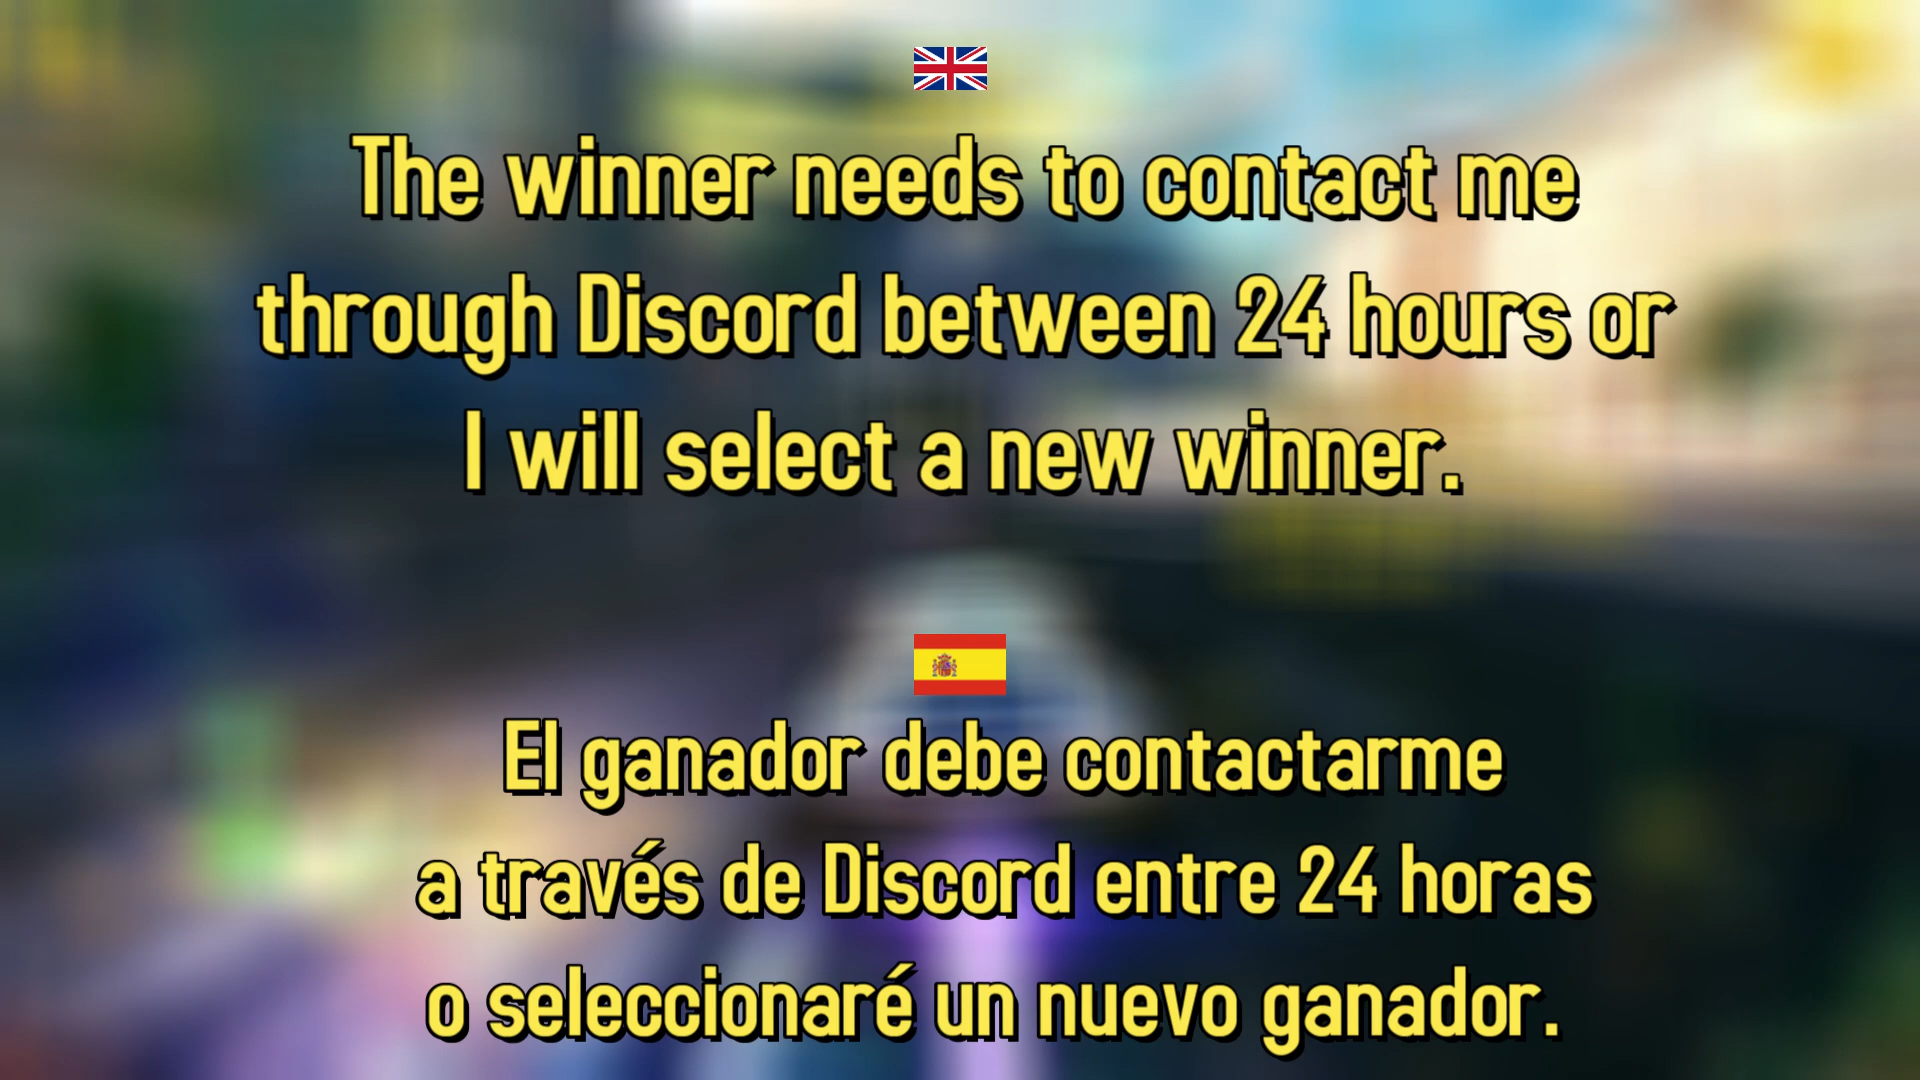 The winner needs to contact me
through Discord between 24 hours or
I will select a new winner.
El ganador debe contactarme
a través de Discord entre 24 horas
o seleccionaré un nuevo ganador.